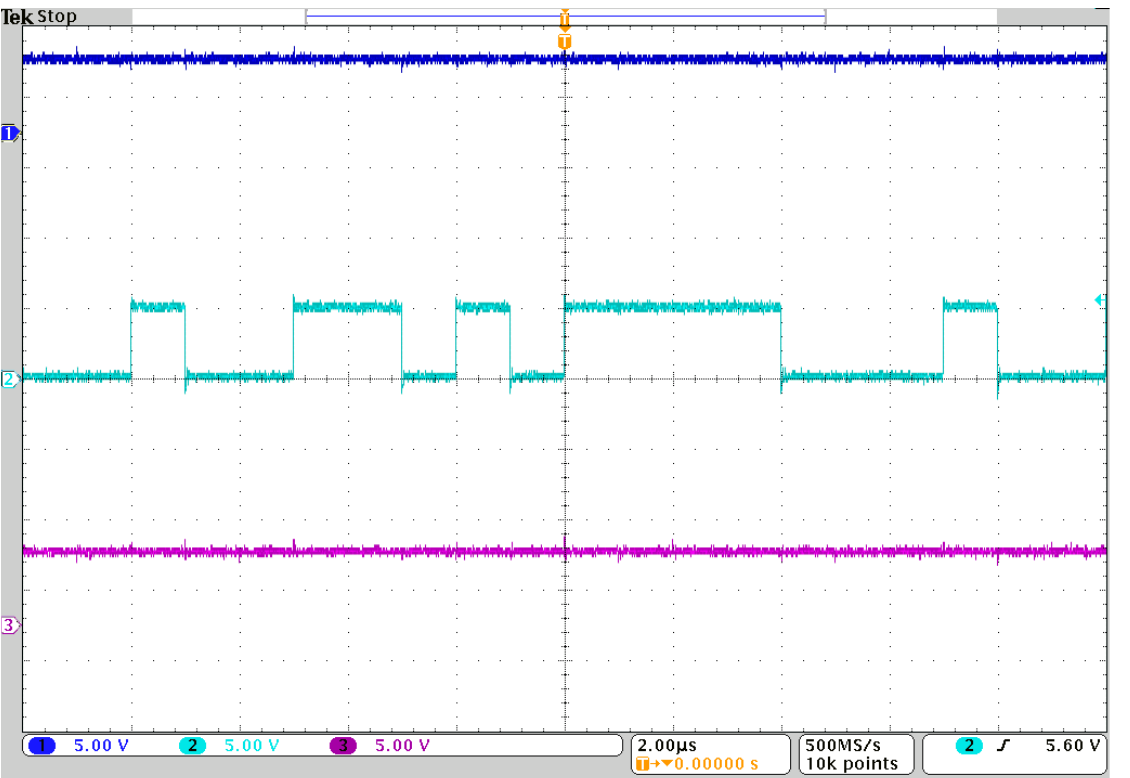 Tek Stop
T
T
1
2
3
1 5.00 V 2 5.00 V 3 5.00 V
2.00µs
T→▼0.00000 s
500MS/s
10k points
2 5.60 V